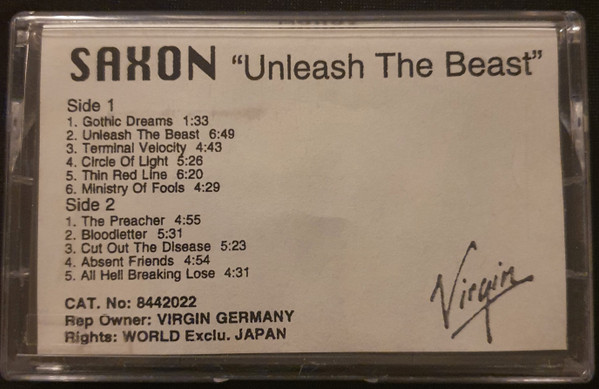 SAXON "Unleash The Beast"
Side 1
1. Gothic Dreams 1:33
2. Unleash The Beast 6:49
3. Terminal Velocity 4:43
4. Circle Of Light 5:26
5. Thin Red Line 6:20
6. Ministry Of Fools 4:29
Side 2
1. The Preacher 4:55
2. Bloodletter 5:31
3. Cut Out The Disease 5:23
4. Absent Friends 4:54
5. All Hell Breaking Lose 4:31
Virgin
CAT. No: 8442022
Rep Owner: VIRGIN GERMANY
Rights: WORLD Exclu. JAPAN